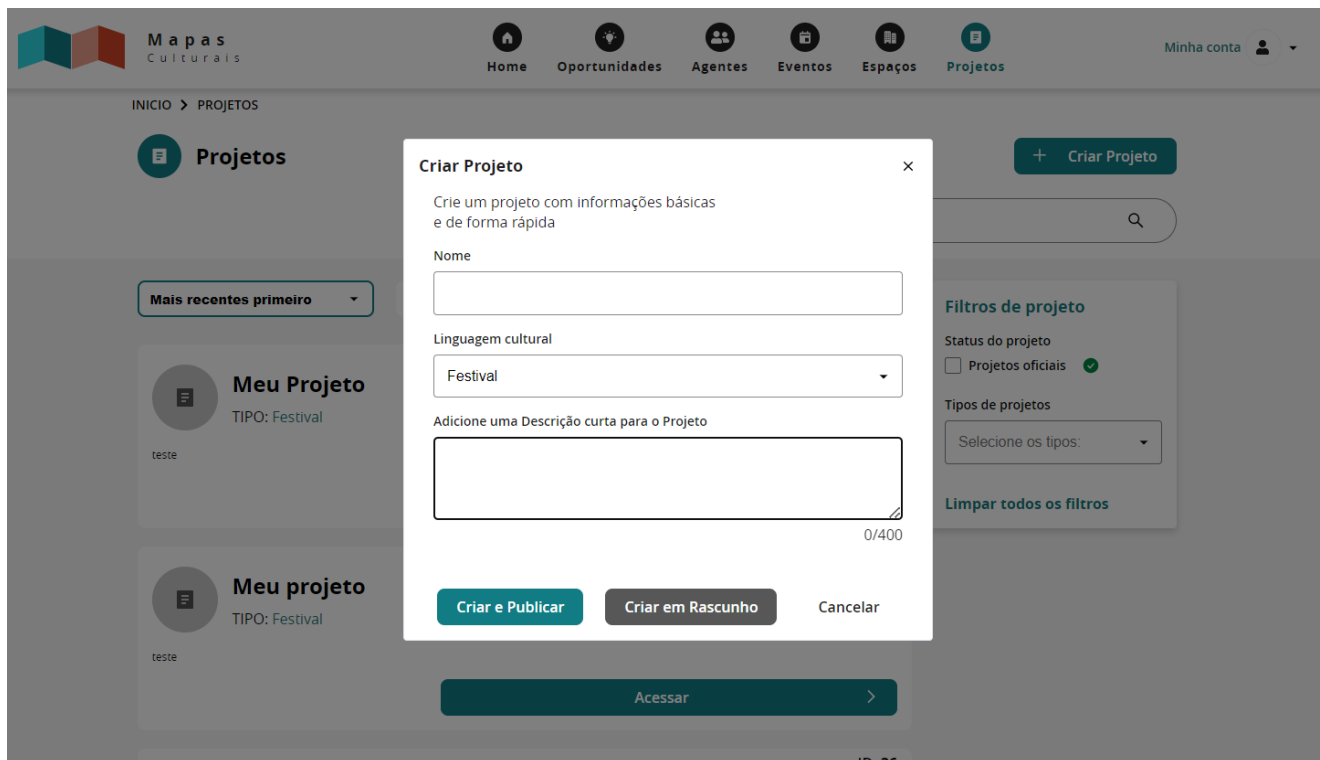 Mapas
Culturais
Home
Oportunidades
Agentes
Eventos
Espaços
Projetos
Minha conta
INICIO > PROJETOS
Projetos
+ Criar Projeto
Criar Projeto
×
Crie um projeto com informações básicas
e de forma rápida
Nome
Linguagem cultural
Festival
Adicione uma Descrição curta para o Projeto
0/400
Criar e Publicar
Criar em Rascunho
Cancelar
Mais recentes primeiro
Meu Projeto
TIPO: Festival
teste
Meu projeto
TIPO: Festival
teste
Acessar
Filtros de projeto
Status do projeto
Projetos oficiais
Tipos de projetos
Selecione os tipos:
Limpar todos os filtros